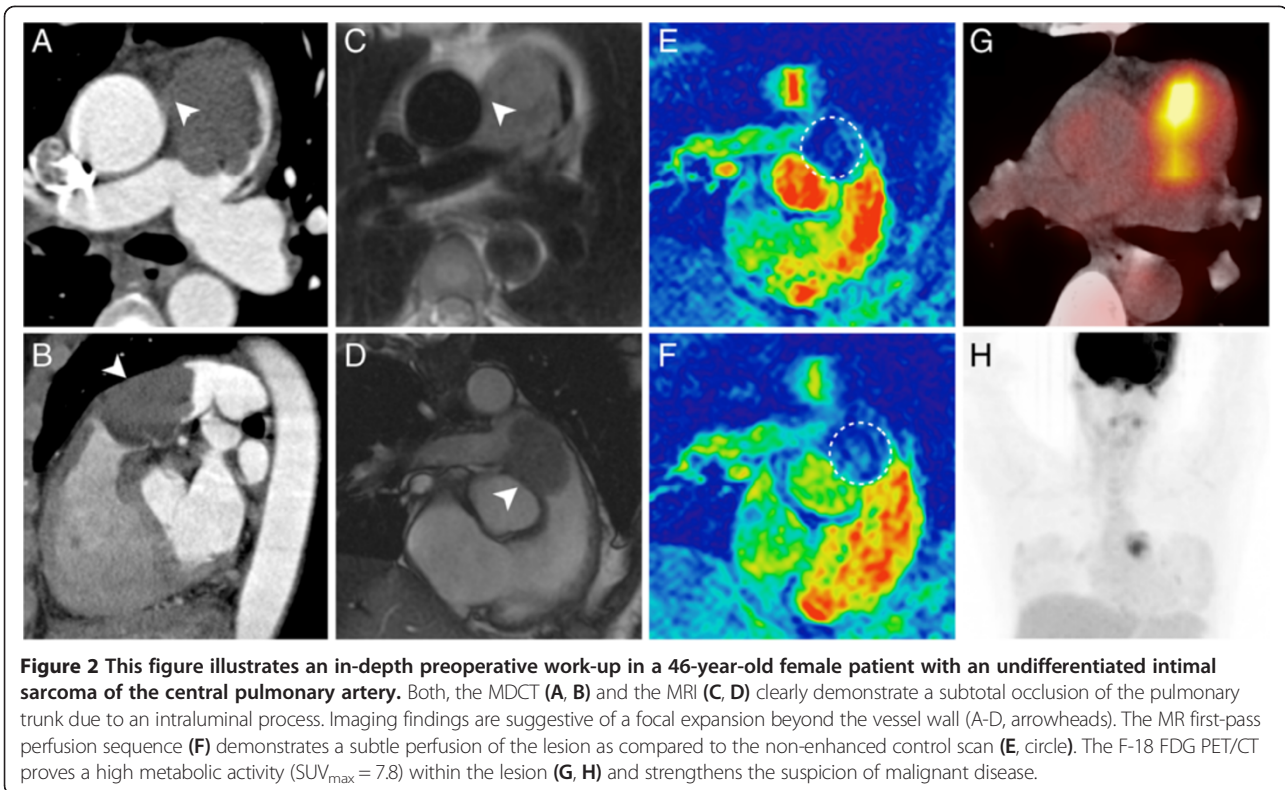 A
C
E
G
B
D
F
H
Figure 2 This figure illustrates an in-depth preoperative work-up in a 46-year-old female patient with an undifferentiated intimal
sarcoma of the central pulmonary artery. Both, the MDCT (A, B) and the MRI (C, D) clearly demonstrate a subtotal occlusion of the pulmonary
trunk due to an intraluminal process. Imaging findings are suggestive of a focal expansion beyond the vessel wall (A-D, arrowheads). The MR first-pass
perfusion sequence (F) demonstrates a subtle perfusion of the lesion as compared to the non-enhanced control scan (E, circle). The F-18 FDG PET/CT
proves a high metabolic activity (SUVmax = 7.8) within the lesion (G, H) and strengthens the suspicion of malignant disease.